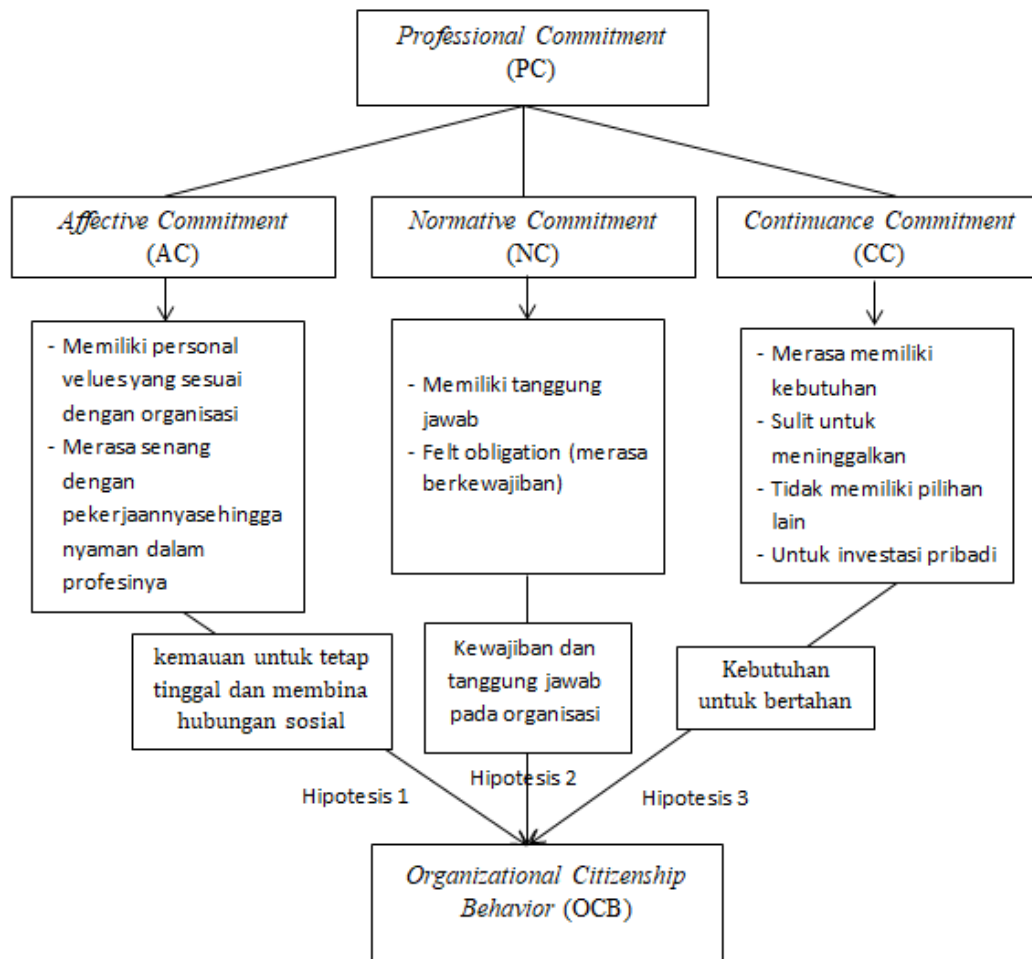 Professional Commitment
(PC)
Affective Commitment
(AC)
Normative Commitment
(NC)
Continuance Commitment
(CC)
- Memiliki personal
velues yang sesuai
dengan organisasi
- Merasa senang
dengan
pekerjaannyasehingga
nyaman dalam
profesinya
- Memiliki tanggung
jawab
- Felt obligation (merasa
berkewajiban)
- Merasa memiliki
kebutuhan
- Sulit untuk
meninggalkan
- Tidak memiliki pilihan
lain
- Untuk investasi pribadi
kemauan untuk tetap
tinggal dan membina
hubungan sosial
Kewajiban dan
tanggung jawab
pada organisasi
Kebutuhan
untuk bertahan
Hipotesis 1
Hipotesis 2
Hipotesis 3
Organizational Citizenship
Behavior (OCB)